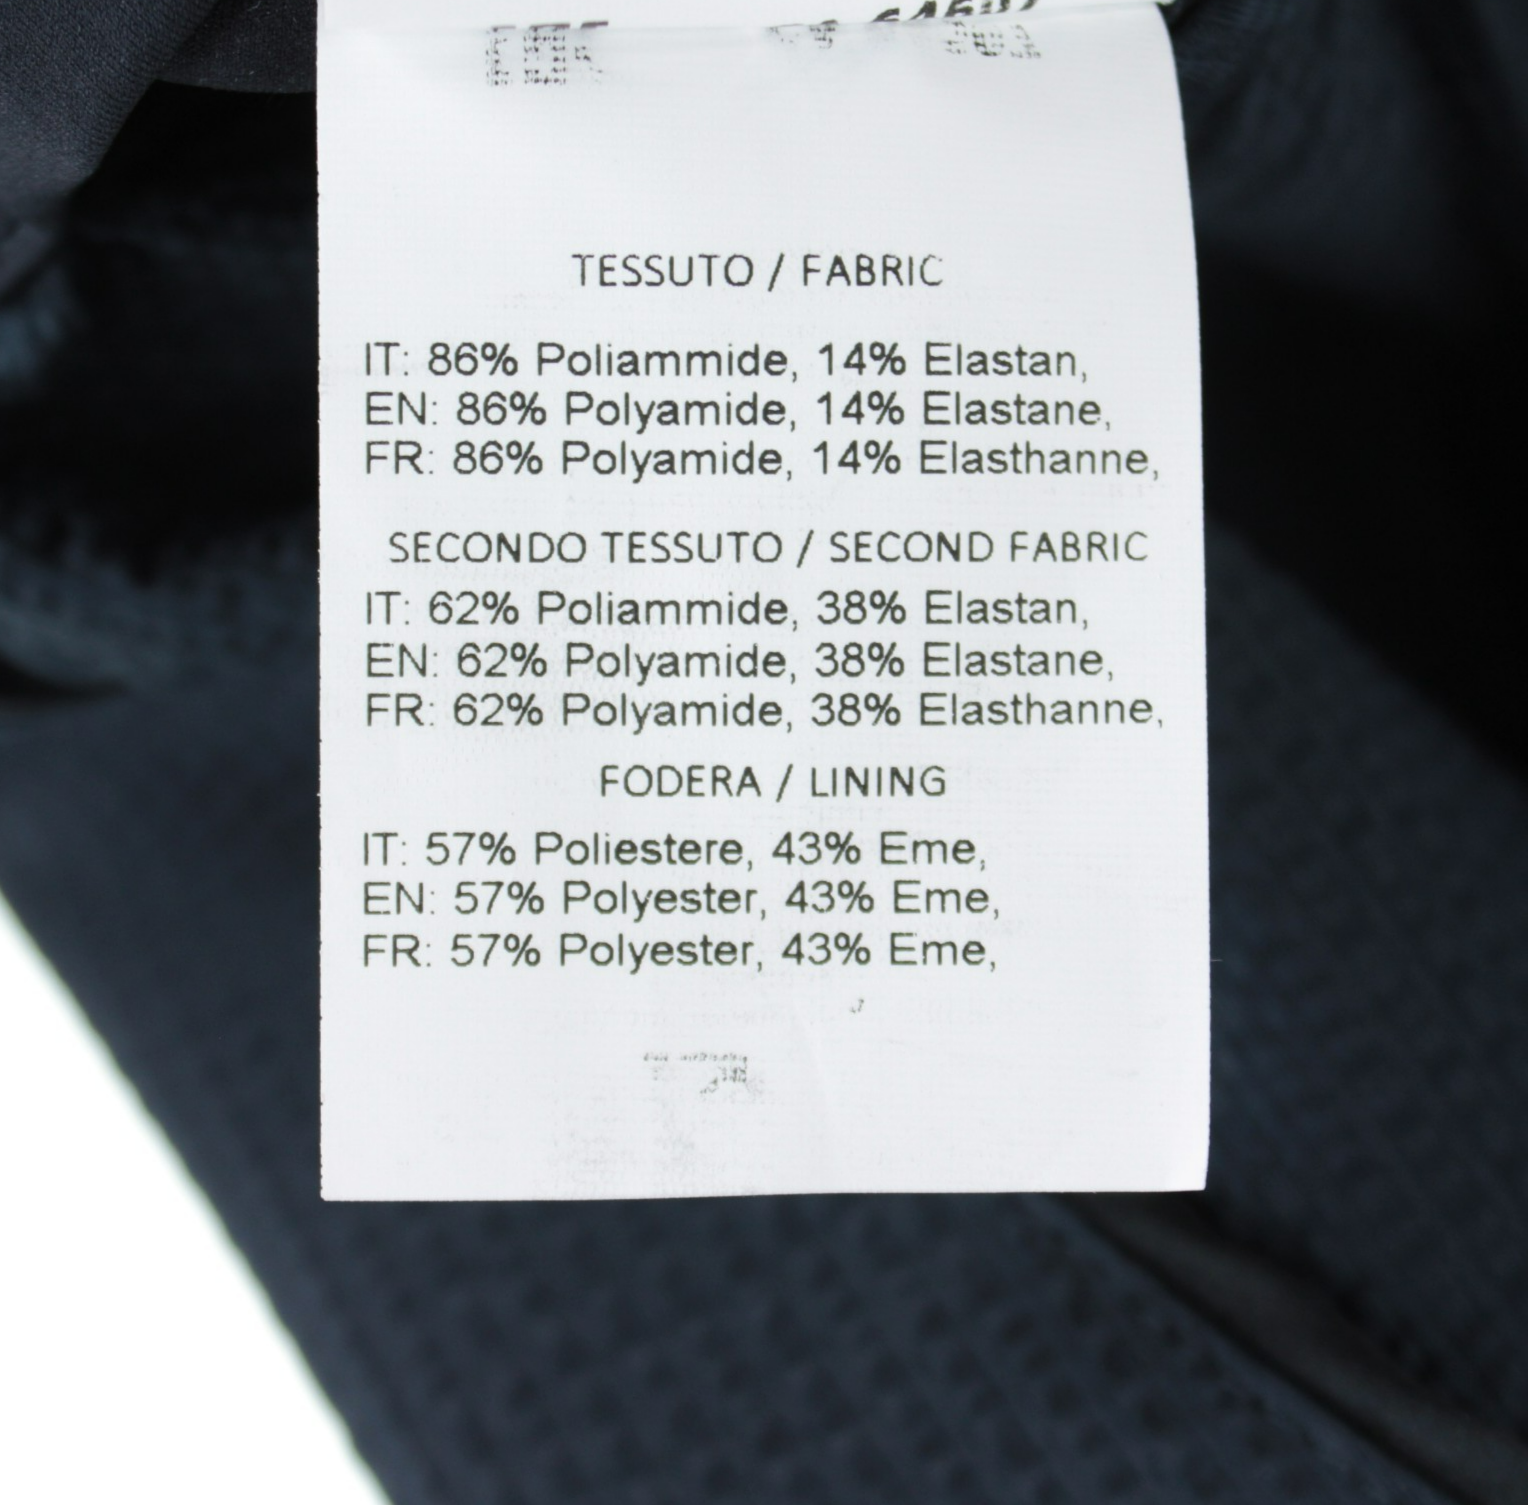 TESSUTO / FABRIC
IT: 86% Poliammide, 14% Elastan,
EN: 86% Polyamide, 14% Elastane,
FR: 86% Polyamide, 14% Elasthanne,
SECONDO TESSUTO / SECOND FABRIC
IT: 62% Poliammide, 38% Elastan,
EN: 62% Polyamide, 38% Elastane,
FR: 62% Polyamide, 38% Elasthanne,
FODERA / LINING
IT: 57% Poliestere, 43% Eme,
EN: 57% Polyester, 43% Eme,
FR: 57% Polyester, 43% Eme,